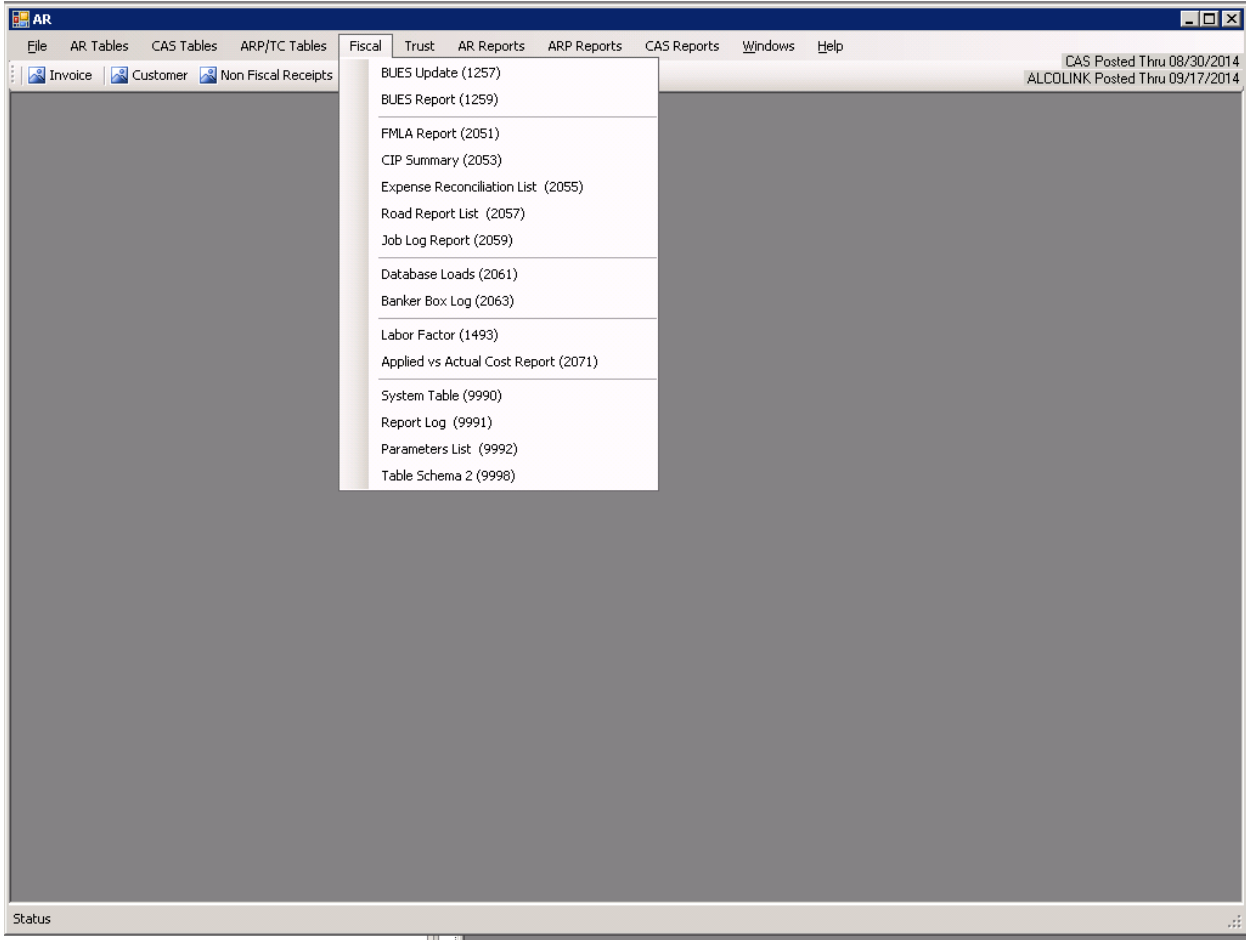 AR
File AR Tables CAS Tables ARP/TC Tables Fiscal Trust AR Reports ARP Reports CAS Reports Windows Help
CAS Posted Thru 08/30/2014
Invoice Customer Non Fiscal Receipts
ALCOLINK Posted Thru 09/17/2014
BUES Update (1257)
BUES Report (1259)
FMLA Report (2051)
CIP Summary (2053)
Expense Reconciliation List (2055)
Road Report List (2057)
Job Log Report (2059)
Database Loads (2061)
Banker Box Log (2063)
Labor Factor (1493)
Applied vs Actual Cost Report (2071)
System Table (9990)
Report Log (9991)
Parameters List (9992)
Table Schema 2 (9998)
Status